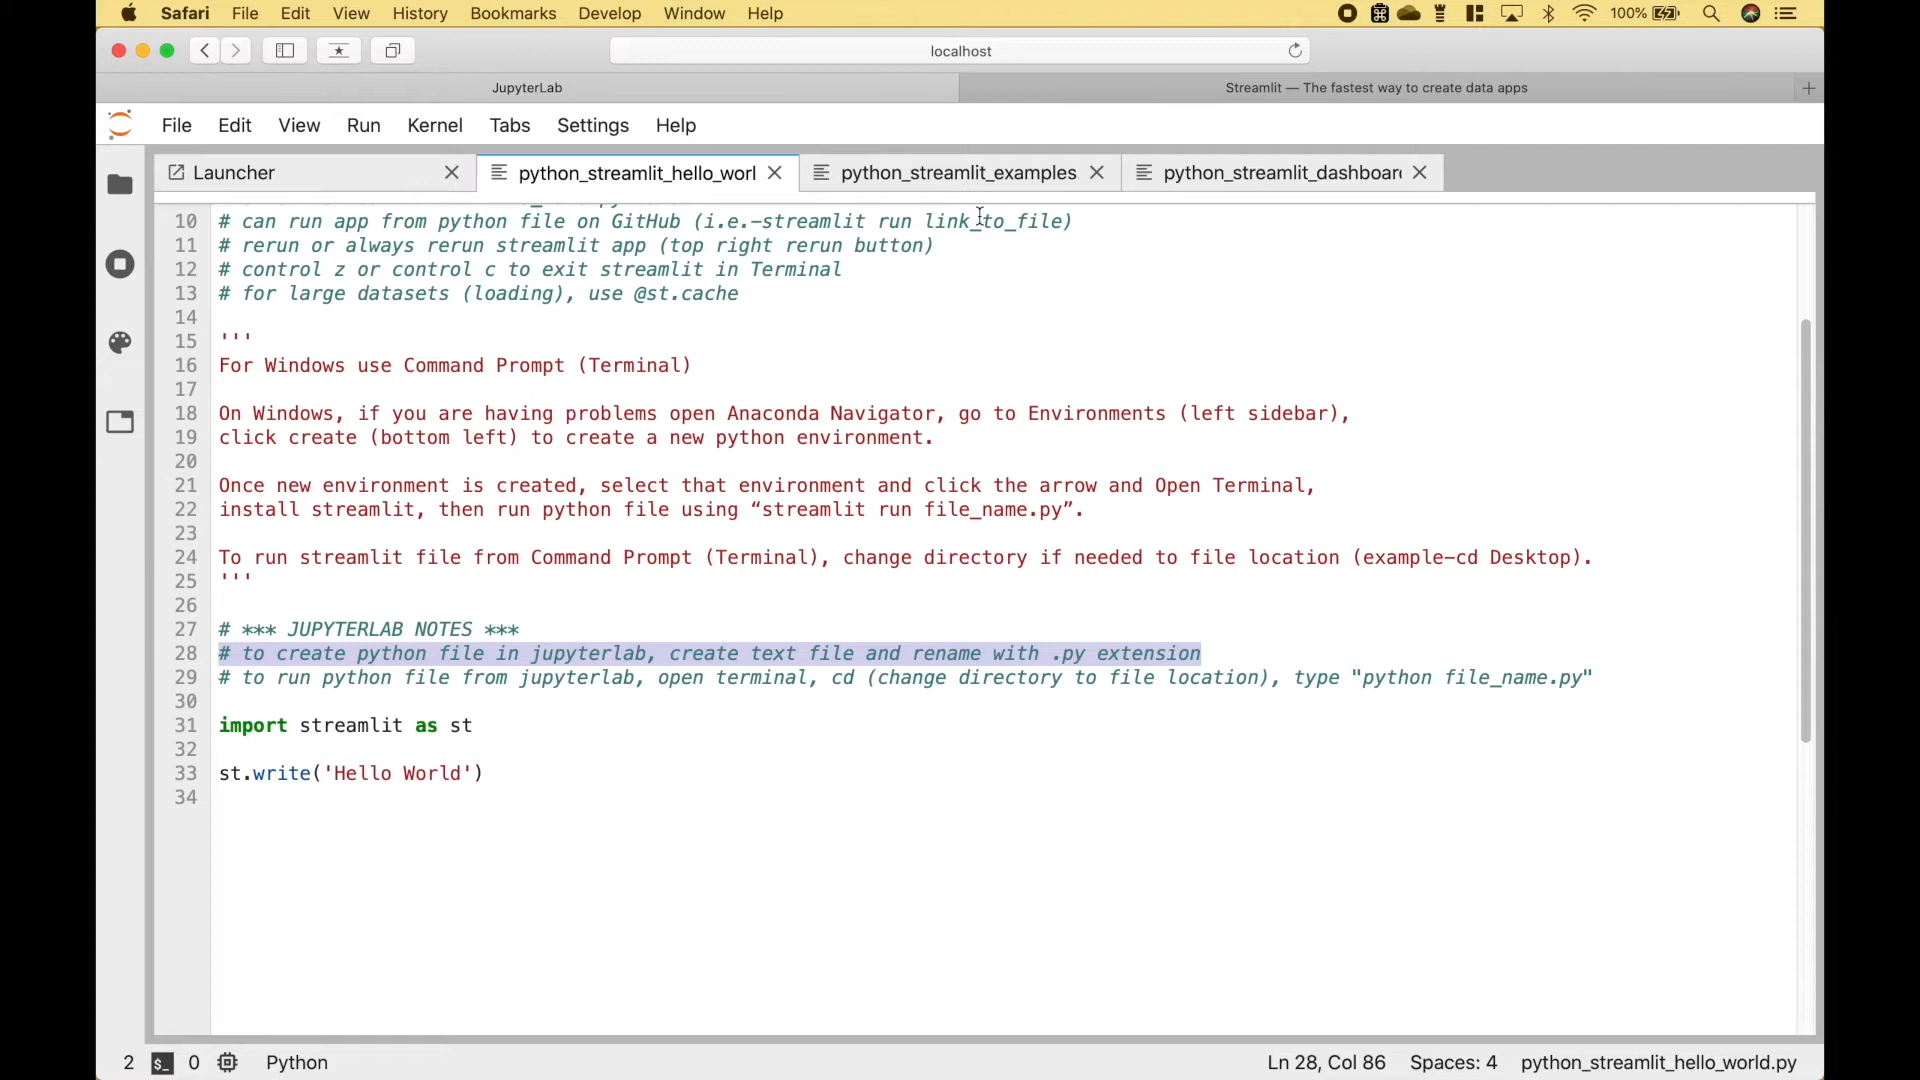 Safari File Edit View History Bookmarks Develop Window Help 100%
localhost
JupyterLab Streamlit — The fastest way to create data apps
File Edit View Run Kernel Tabs Settings Help
Launcher python_streamlit_hello_worl python_streamlit_examples. python_streamlit_dashboar
10 # can run app from python file on GitHub (i.e.-streamlit run link_to_file)
11 # rerun or always rerun streamlit app (top right rerun button)
12 # control z or control c to exit streamlit in Terminal
13 # for large datasets (loading), use @st.cache
14
15 '''
16 For Windows use Command Prompt (Terminal)
17
18 On Windows, if you are having problems open Anaconda Navigator, go to Environments (left sidebar),
19 click create (bottom left) to create a new python environment.
20
21 Once new environment is created, select that environment and click the arrow and Open Terminal,
22 install streamlit, then run python file using “streamlit run file_name.py”.
23
24 To run streamlit file from Command Prompt (Terminal), change directory if needed to file location (example-cd Desktop).
25 '''
26
27 # *** JUPYTERLAB NOTES ***
28 # to create python file in jupyterlab, create text file and rename with .py extension
29 # to run python file from jupyterlab, open terminal, cd (change directory to file location), type "python file_name.py"
30
31 import streamlit as st
32
33 st.write('Hello World')
34
2 $_ 0 Python Ln 28, Col 86 Spaces: 4 python_streamlit_hello_world.py